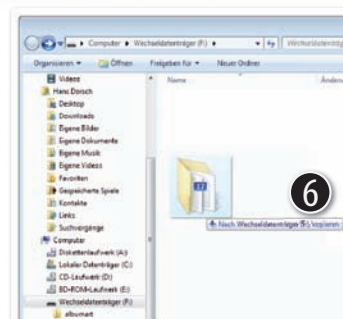 Computer ▸ Wechseldatenträger (F:) ▸
Organisieren ▾ Öffnen Freigeben für ▾ Neuer Ordner
Name
Videos
Hans Dorsch
Desktop
Downloads
Eigene Bilder
Eigene Dokumente
Eigene Musik
Eigene Videos
Favoriten
Gespeicherte Spiele
Kontakte
Links
Suchvorgänge
Computer
Diskettenlaufwerk (A:)
Lokaler Datenträger (C:)
CD-Laufwerk (D:)
BD-ROM-Laufwerk (E:)
Wechseldatenträger (F:)
albumart
17
6
Nach Wechseldatenträger (F:) kopieren